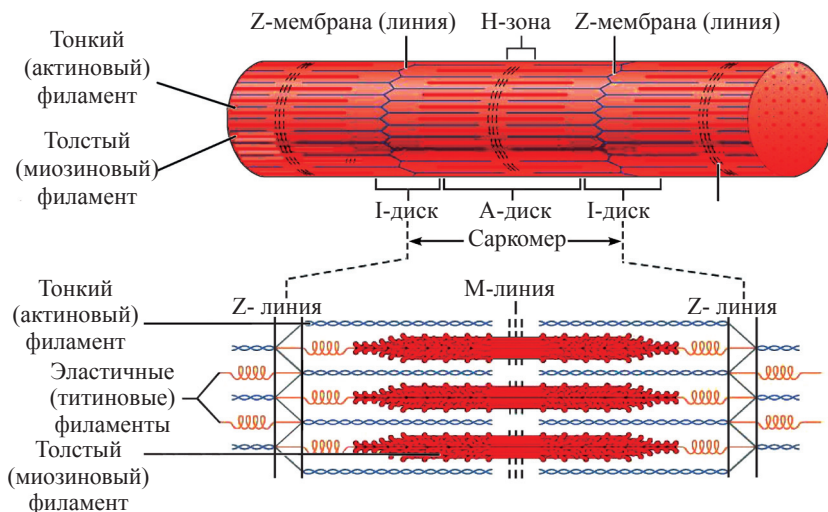 Z-мембрана (линия)
H-зона
Z-мембрана (линия)
Тонкий
(актиновый)
филамент
Толстый
(миозиновый)
филамент
I-диск
A-диск
I-диск
Саркомер
Тонкий
(актиновый)
филамент
Z- линия
M-линия
Z- линия
Эластичные
(титиновые)
филаменты
Толстый
(миозиновый)
филамент